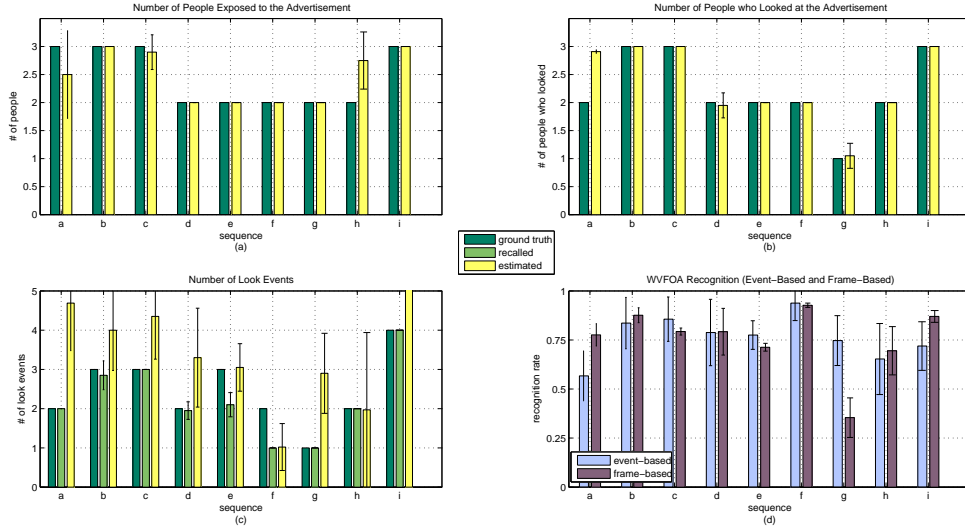 Number of People Exposed to the Advertisement
# of people
3
2.5
2
1.5
1
0.5
0
a b c d e f g h i
sequence
(a)
Number of People who Looked at the Advertisement
# of people who looked
3
2.5
2
1.5
1
0.5
0
a b c d e f g h i
sequence
(b)
ground truth
recalled
estimated
Number of Look Events
# of look events
5
4
3
2
1
0
a b c d e f g h i
sequence
(c)
WVFOA Recognition (Event−Based and Frame−Based)
recognition rate
1
0.75
0.5
0.25
0
event−based
frame−based
a b c d e f g h i
sequence
(d)